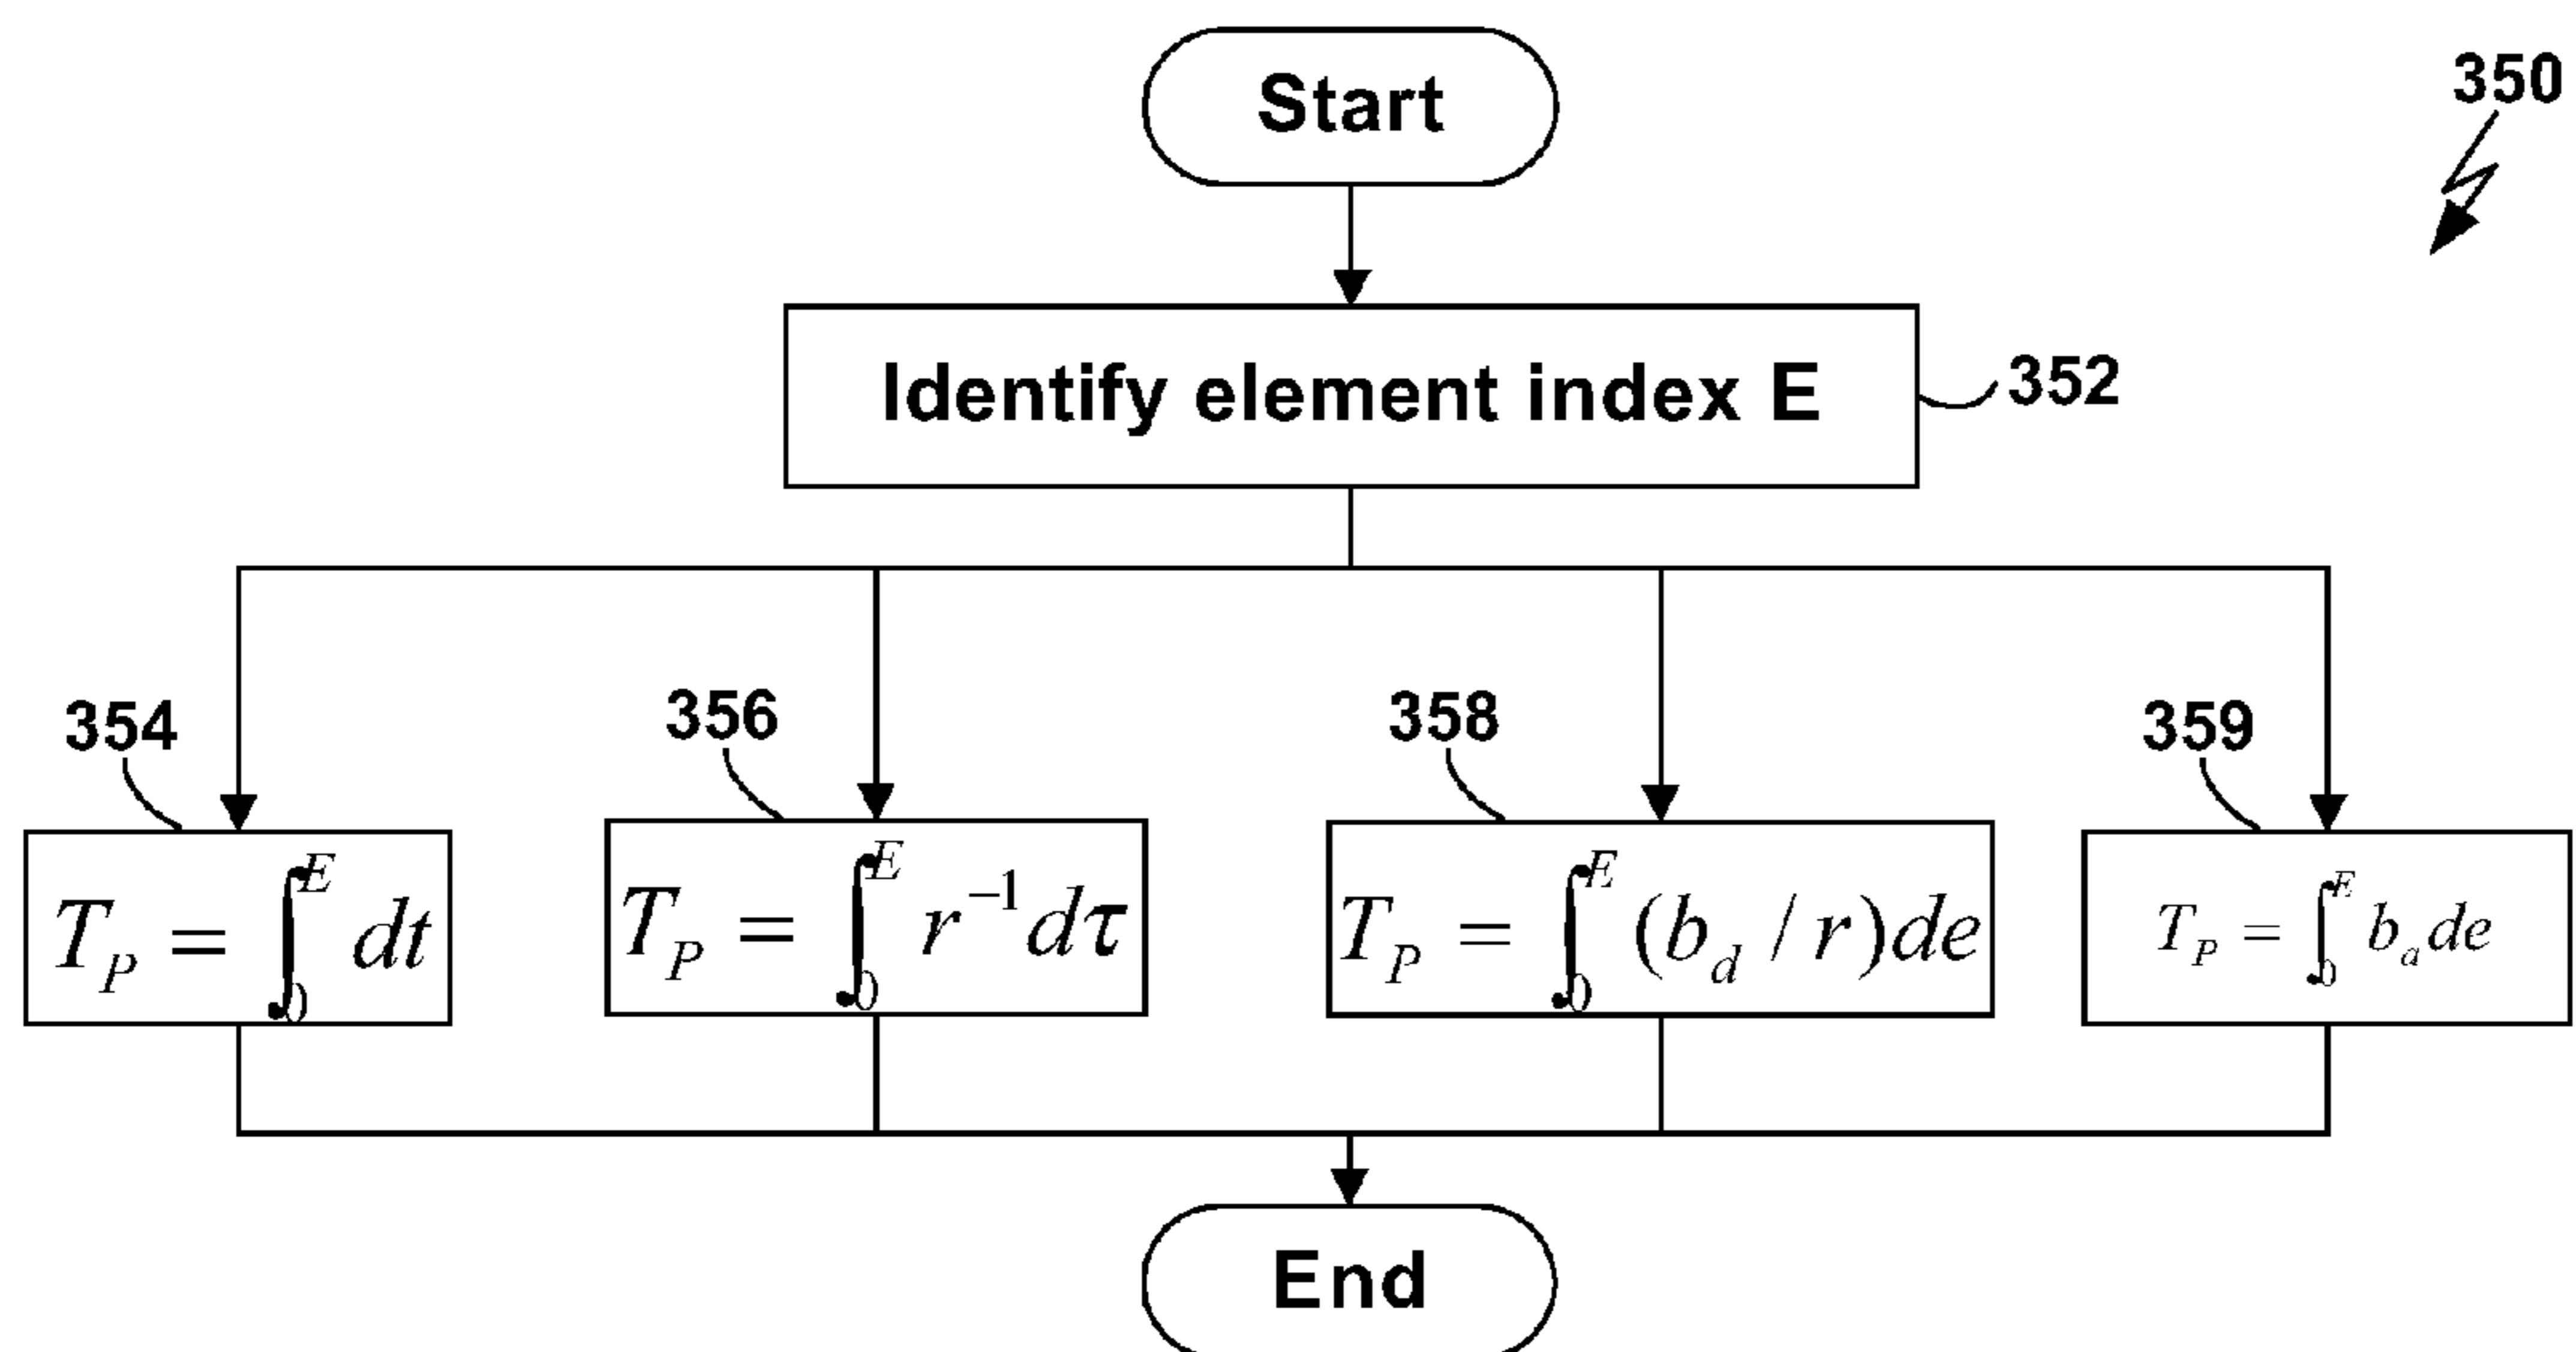 Start
350
Identify element index E
352
354
356
358
359
T_P = ∫_0^E dt
T_P = ∫_0^E r^{-1} dτ
T_P = ∫_0^E (b_d / r) de
T_P = ∫_0^E b_a de
End